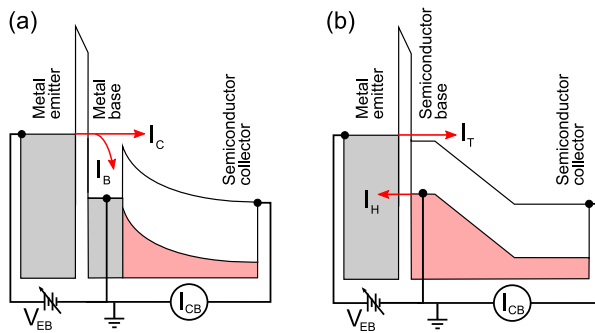 (a)
Metal
emitter
Metal
base
Semiconductor
collector
I_C
I_B
V_EB
I_CB
(b)
Metal
emitter
Semiconductor
base
Semiconductor
collector
I_T
I_H
V_EB
I_CB